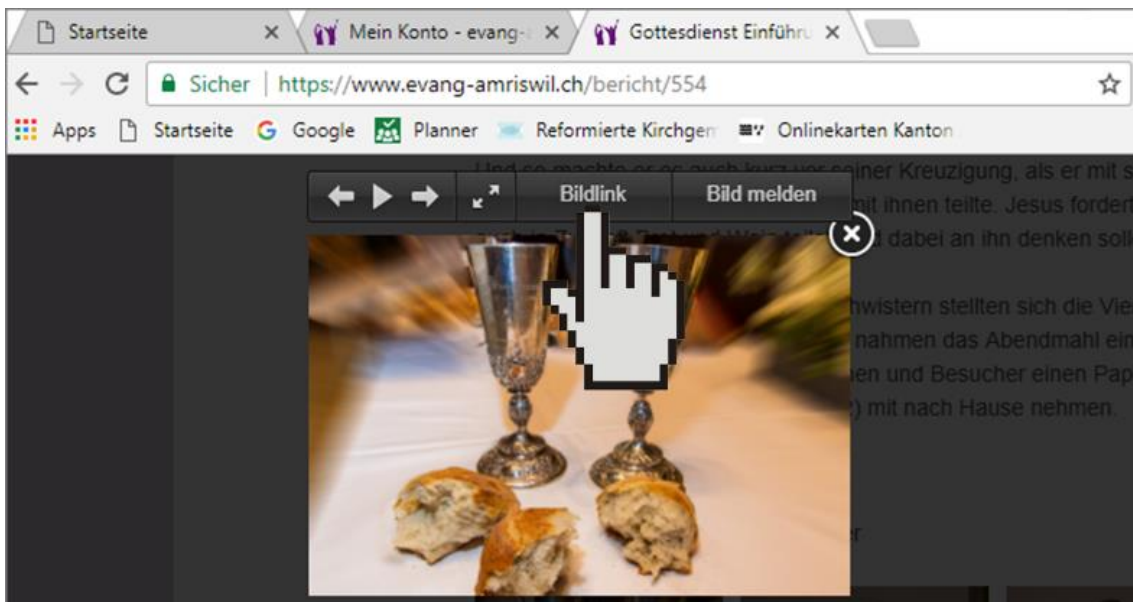 Startseite
Mein Konto - evang-
Gottesdienst Einführu
Sicher | https://www.evang-amriswil.ch/bericht/554
Apps Startseite Google Planner Reformierte Kirchgem Onlinekarten Kanton
Und so machte er es auch kurz vor seiner Kreuzigung, als er mit s
Bildlink Bild melden
mit ihnen teilte. Jesus fordert
dabei an ihn denken solle
hwistern stellten sich die Vie
nahmen das Abendmahl ein
en und Besucher einen Pap
) mit nach Hause nehmen.